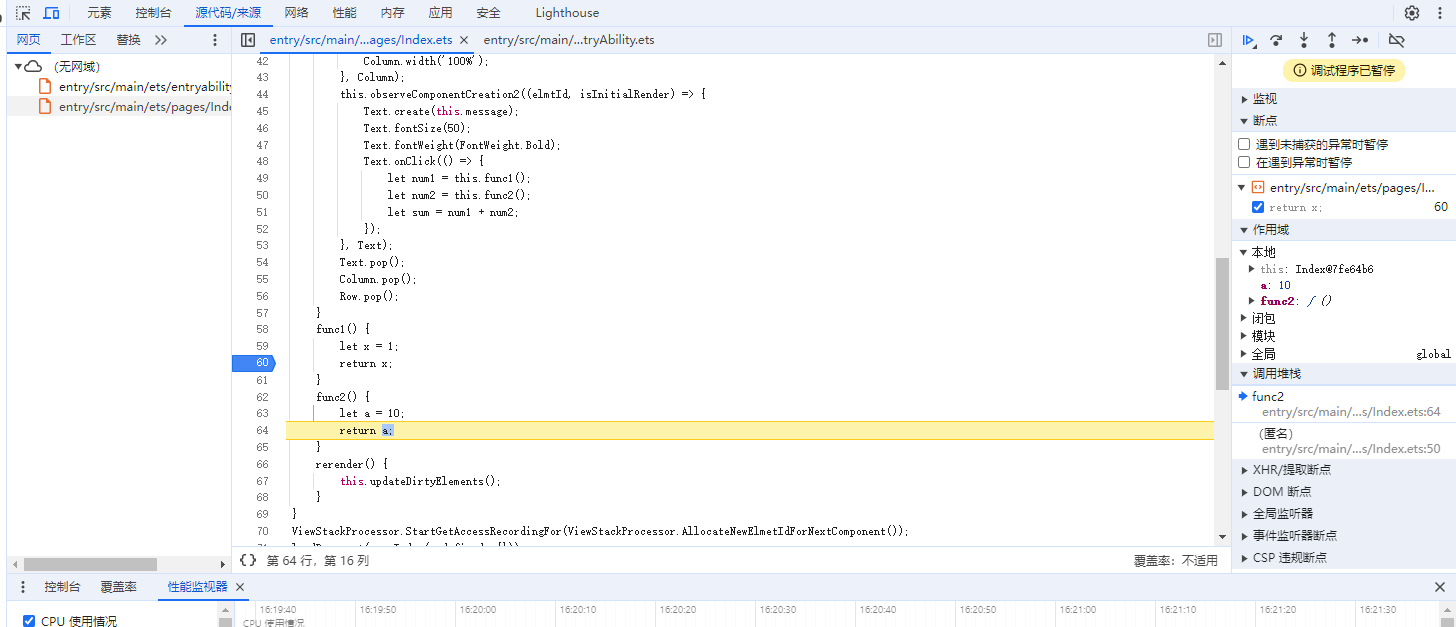 元素 控制台 源代码/来源 网络 性能 内存 应用 安全 Lighthouse
网页 工作区 替换
entry/src/main/...ages/Index.ets entry/src/main/...tryAbility.ets
(无网域)
entry/src/main/ets/entryability
entry/src/main/ets/pages/Inde
42 Column.width('100%');
43 }, Column);
44 this.observeComponentCreation2((elmtId, isInitialRender) => {
45 Text.create(this.message);
46 Text.fontSize(50);
47 Text.fontWeight(FontWeight.Bold);
48 Text.onClick(() => {
49 let num1 = this.func1();
50 let num2 = this.func2();
51 let sum = num1 + num2;
52 });
53 }, Text);
54 Text.pop();
55 Column.pop();
56 Row.pop();
57 }
58 func1() {
59 let x = 1;
60 return x;
61 }
62 func2() {
63 let a = 10;
64 return a;
65 }
66 rerender() {
67 this.updateDirtyElements();
68 }
69 }
70 ViewStackProcessor.StartGetAccessRecordingFor(ViewStackProcessor.AllocateNewElmetIdForNextComponent());
{} 第 64 行，第 16 列 覆盖率：不适用
调试程序已暂停
监视
断点
遇到未捕获的异常时暂停
在遇到异常时暂停
entry/src/main/ets/pages/I...
return x; 60
作用域
本地
this: Index@7fe64b6
a: 10
func2: ƒ ()
闭包
模块
全局 global
调用堆栈
func2
entry/src/main/...s/Index.ets:64
(匿名)
entry/src/main/...s/Index.ets:50
XHR/提取断点
DOM 断点
全局监听器
事件监听器断点
CSP 违规断点
控制台 覆盖率 性能监视器
CPU 使用情况
16:19:40 16:19:50 16:20:00 16:20:10 16:20:20 16:20:30 16:20:40 16:20:50 16:21:00 16:21:10 16:21:20 16:21:30
CPU 使用情况